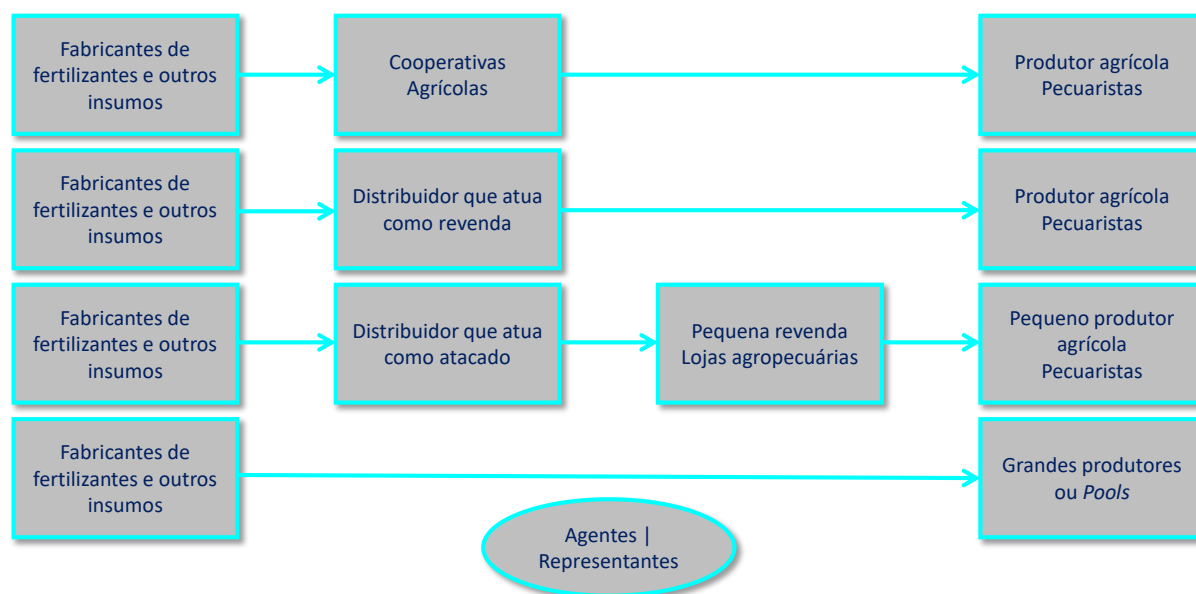 Fabricantes de
fertilizantes e outros
insumos
Cooperativas
Agrícolas
Produtor agrícola
Pecuaristas
Fabricantes de
fertilizantes e outros
insumos
Distribuidor que atua
como revenda
Produtor agrícola
Pecuaristas
Fabricantes de
fertilizantes e outros
insumos
Distribuidor que atua
como atacado
Pequena revenda
Lojas agropecuárias
Pequeno produtor
agrícola
Pecuaristas
Fabricantes de
fertilizantes e outros
insumos
Grandes produtores
ou Pools
Agentes |
Representantes